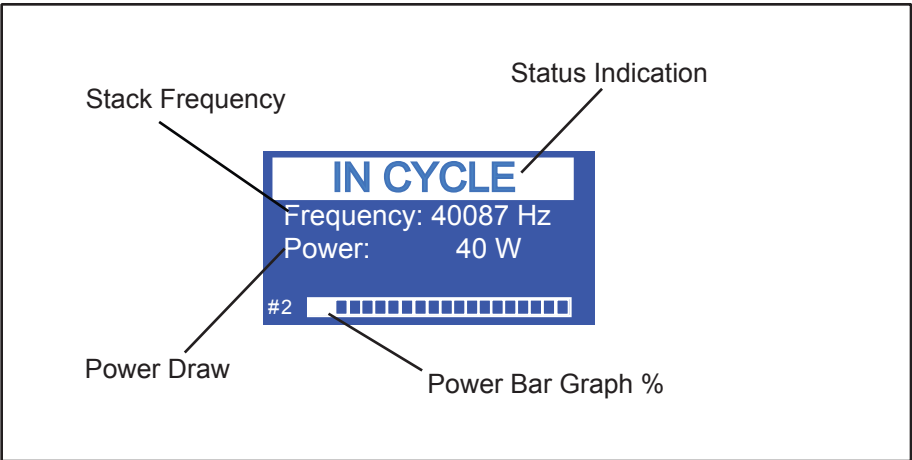 Status Indication
Stack Frequency
IN CYCLE
Frequency: 40087 Hz
Power: 40 W
#2
Power Draw
Power Bar Graph %